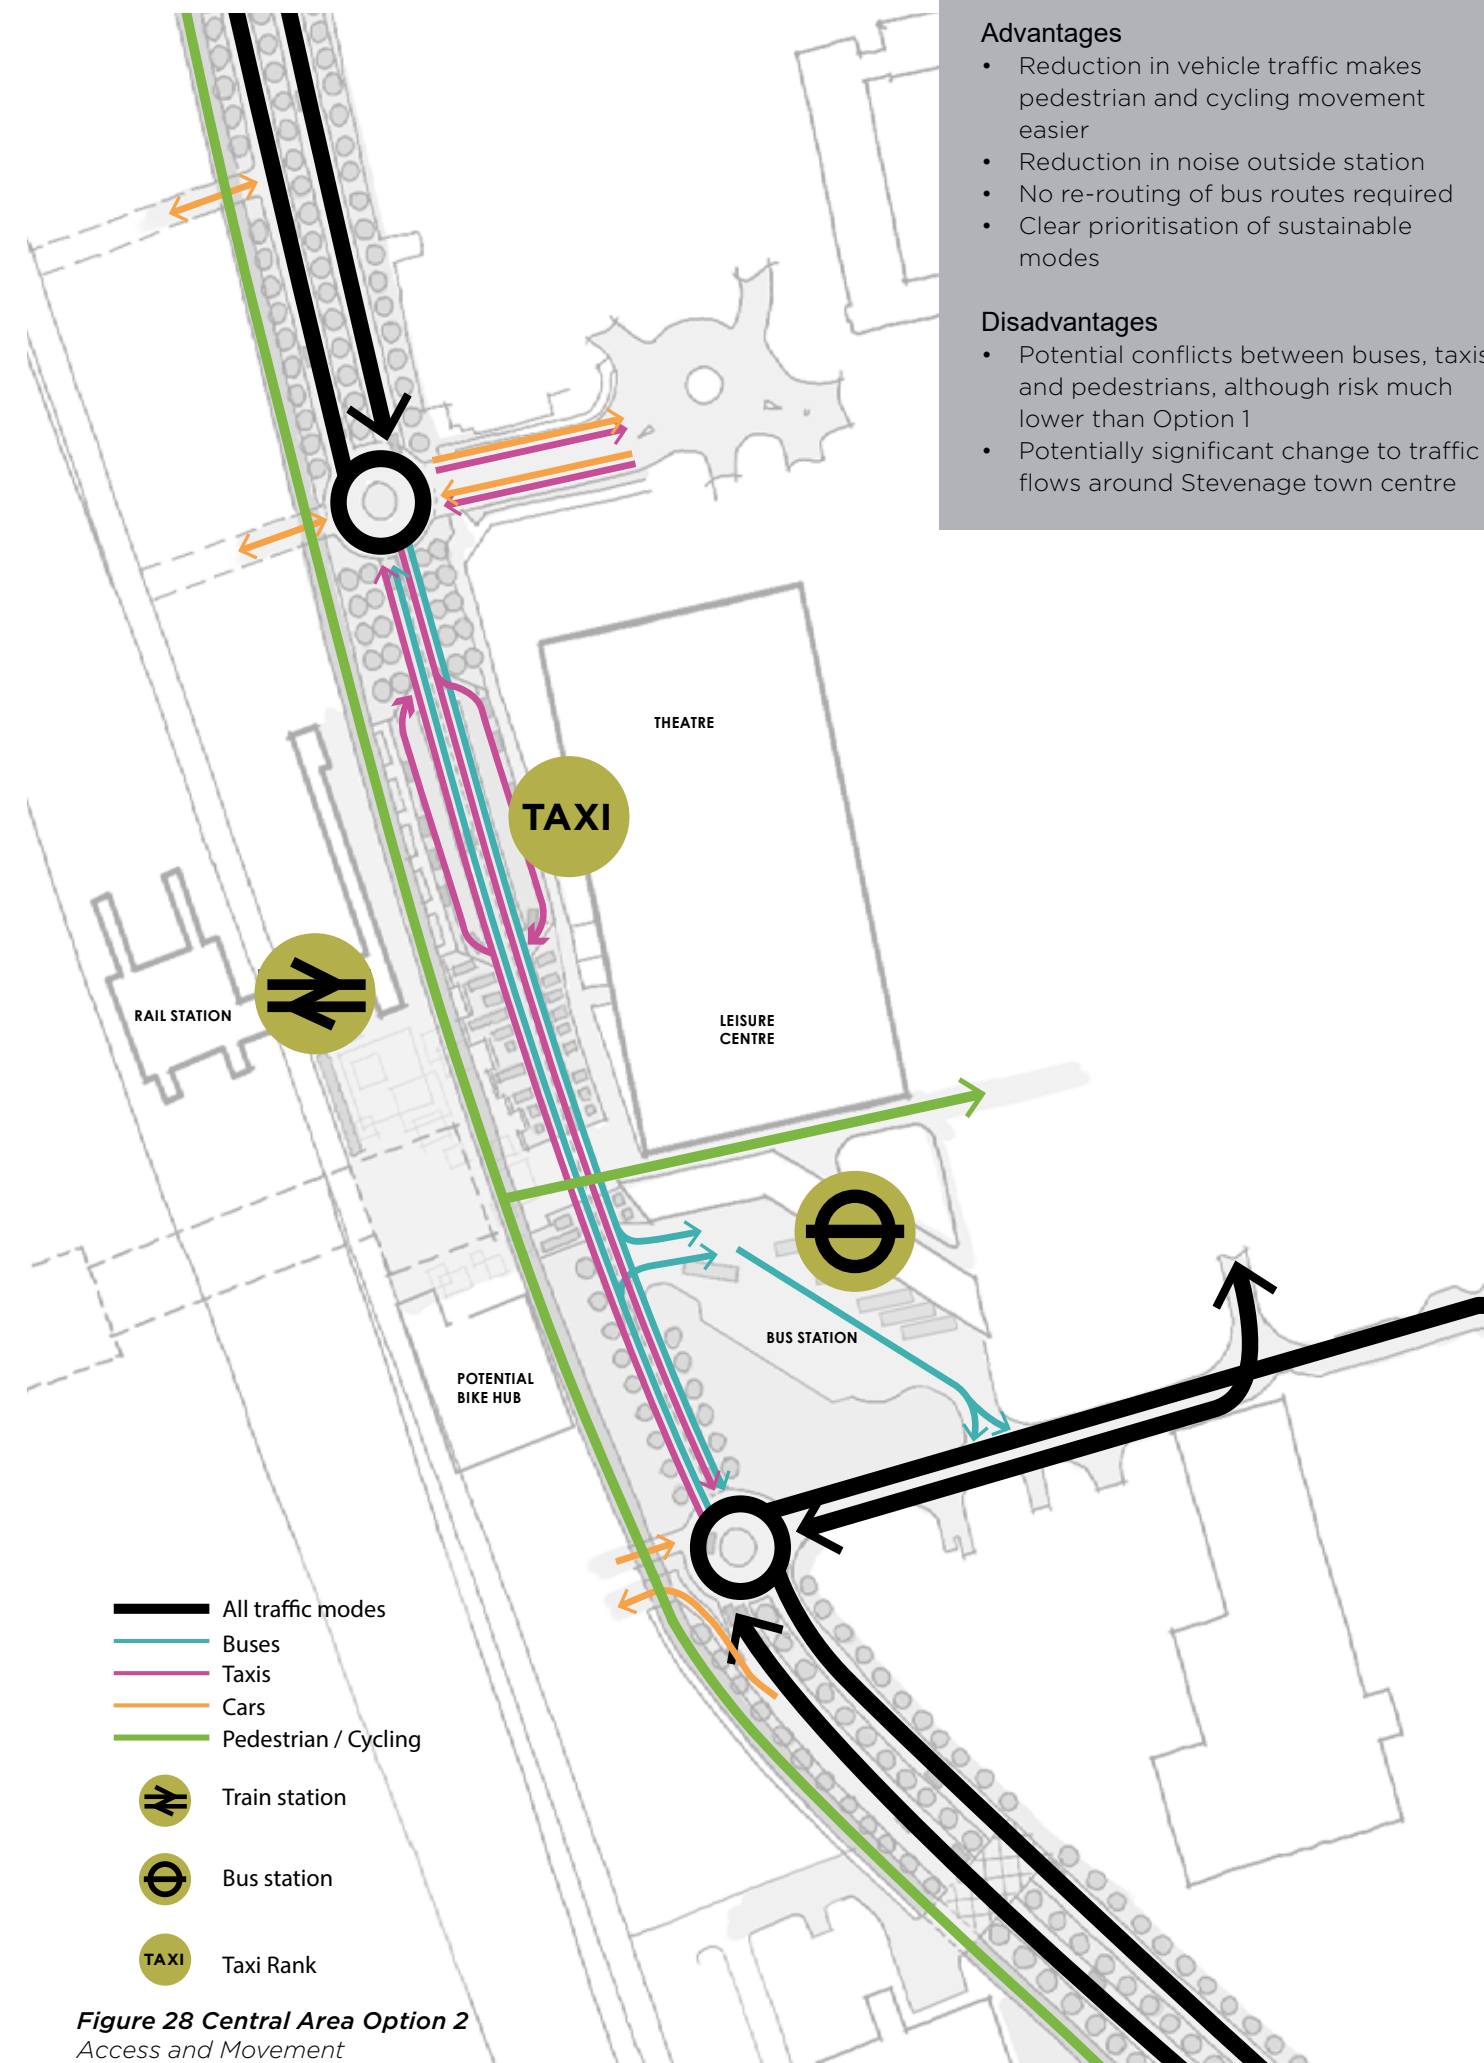 Advantages
• Reduction in vehicle traffic makes
pedestrian and cycling movement
easier
• Reduction in noise outside station
• No re-routing of bus routes required
• Clear prioritisation of sustainable
modes
Disadvantages
• Potential conflicts between buses, taxis
and pedestrians, although risk much
lower than Option 1
• Potentially significant change to traffic
flows around Stevenage town centre
THEATRE
TAXI
RAIL STATION
LEISURE
CENTRE
BUS STATION
POTENTIAL
BIKE HUB
All traffic modes
Buses
Taxis
Cars
Pedestrian / Cycling
Train station
Bus station
TAXI
Taxi Rank
Figure 28 Central Area Option 2
Access and Movement